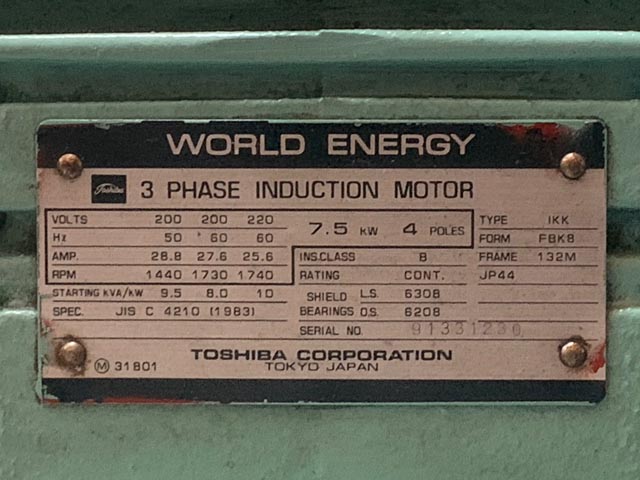 WORLD ENERGY
Toshiba 3 PHASE INDUCTION MOTOR
VOLTS 200 200 220 7.5 KW 4 POLES TYPE IKK
Hz 50 60 60 FORM FBK8
AMP. 28.8 27.6 25.6 INS.CLASS B FRAME 132M
RPM 1440 1730 1740 RATING CONT. JP44
STARTING KVA/KW 9.5 8.0 10 SHIELD L.S. 6308
SPEC. JIS C 4210 (1983) BEARINGS O.S. 6208
SERIAL NO. 91331230
TOSHIBA CORPORATION
M 31801 TOKYO JAPAN